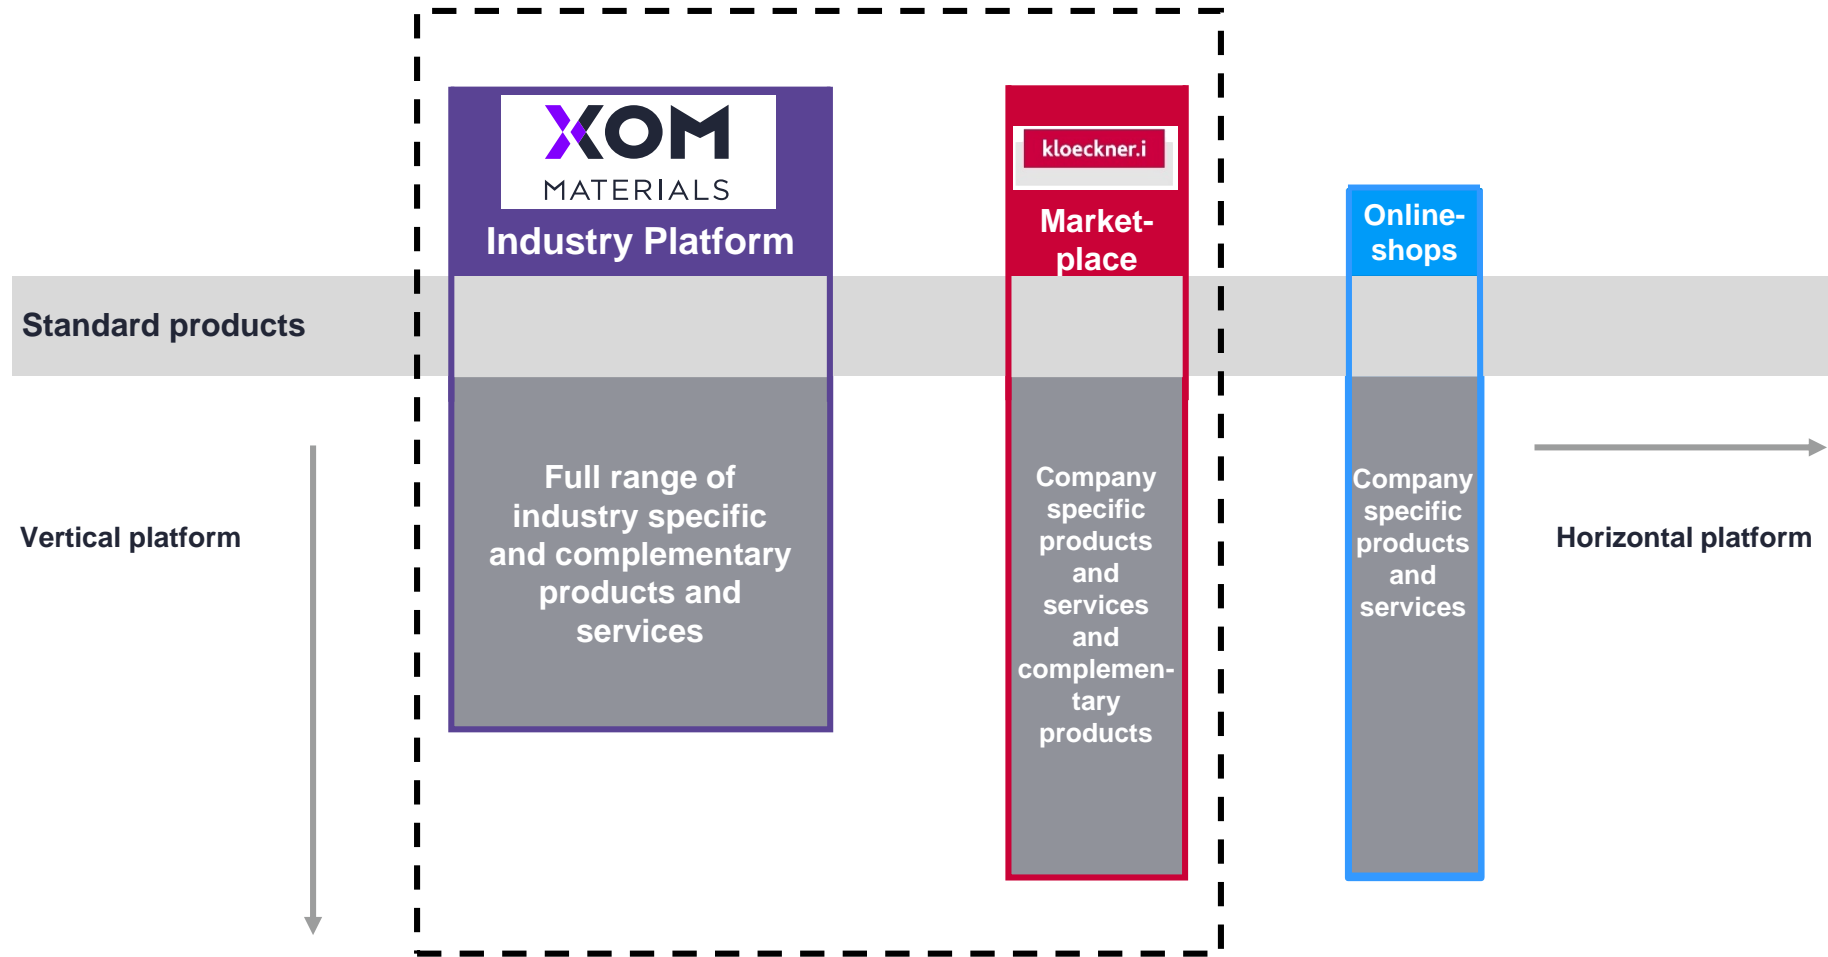 XOM
MATERIALS
Industry Platform
kloeckner.i
Market-
place
Online-
shops
Standard products
Vertical platform
Full range of
industry specific
and complementary
products and
services
Company
specific
products
and
services
and
complemen-
tary
products
Company
specific
products
and
services
Horizontal platform